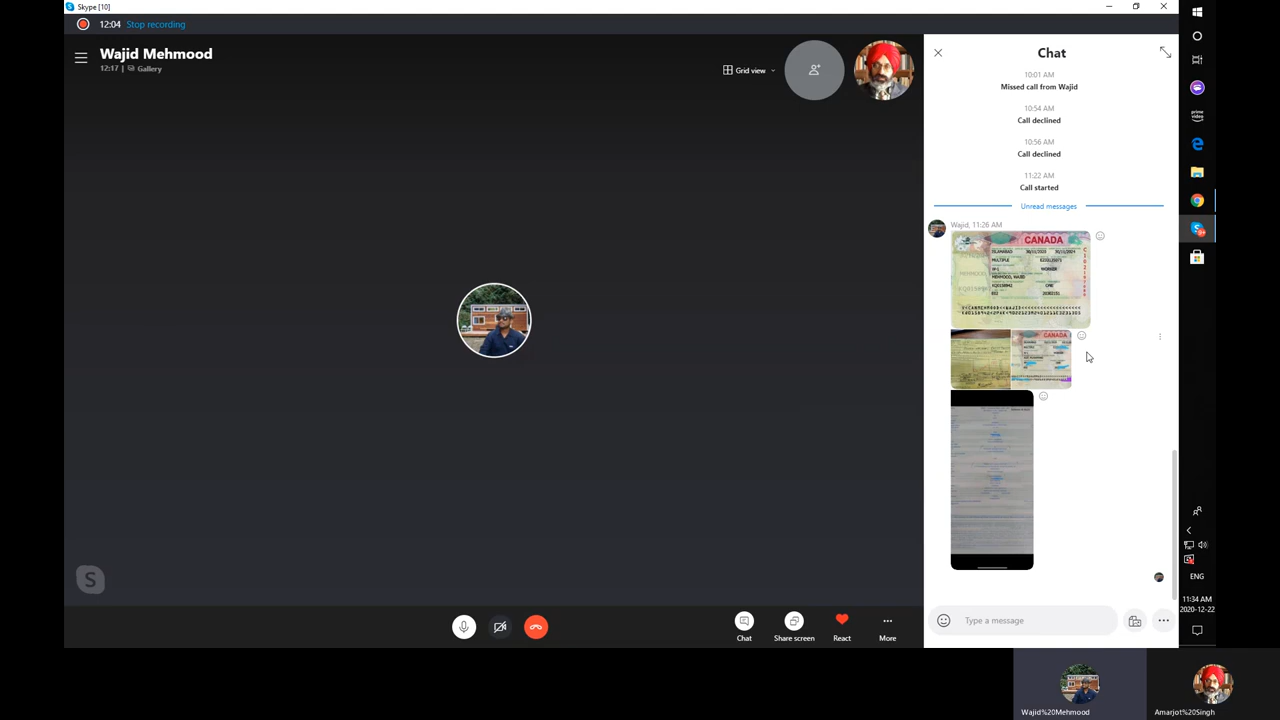 Skype [10]
12:04 Stop recording
Wajid Mehmood
12:17 | Gallery
Grid view
Chat
10:01 AM
Missed call from Wajid
10:54 AM
Call declined
10:56 AM
Call declined
11:22 AM
Call started
Unread messages
Wajid, 11:26 AM
CANADA
ISLAMABAD
MULTIPLE
WORKER
MEHMOOD, WAJID
CANADA
S
Chat
Share screen
React
More
Type a message
prime video
ENG
11:34 AM
2020-12-22
Wajid%20Mehmood
Amarjot%20Singh